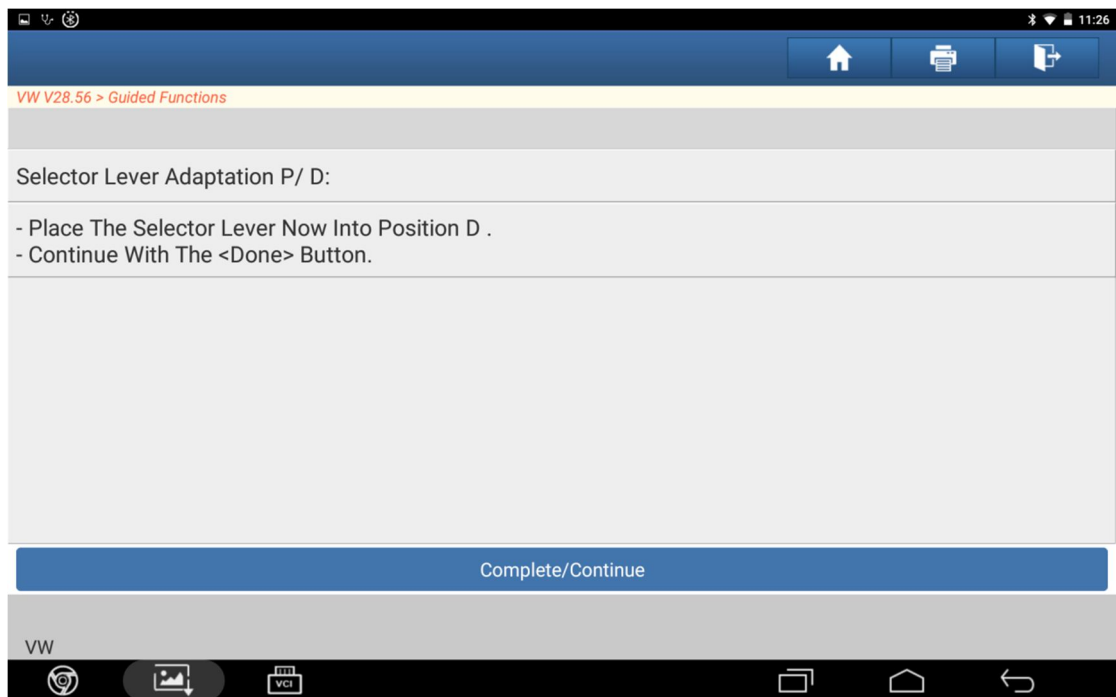 11:26
VW V28.56 > Guided Functions
Selector Lever Adaptation P/ D:
- Place The Selector Lever Now Into Position D .
- Continue With The <Done> Button.
Complete/Continue
VW
VCI